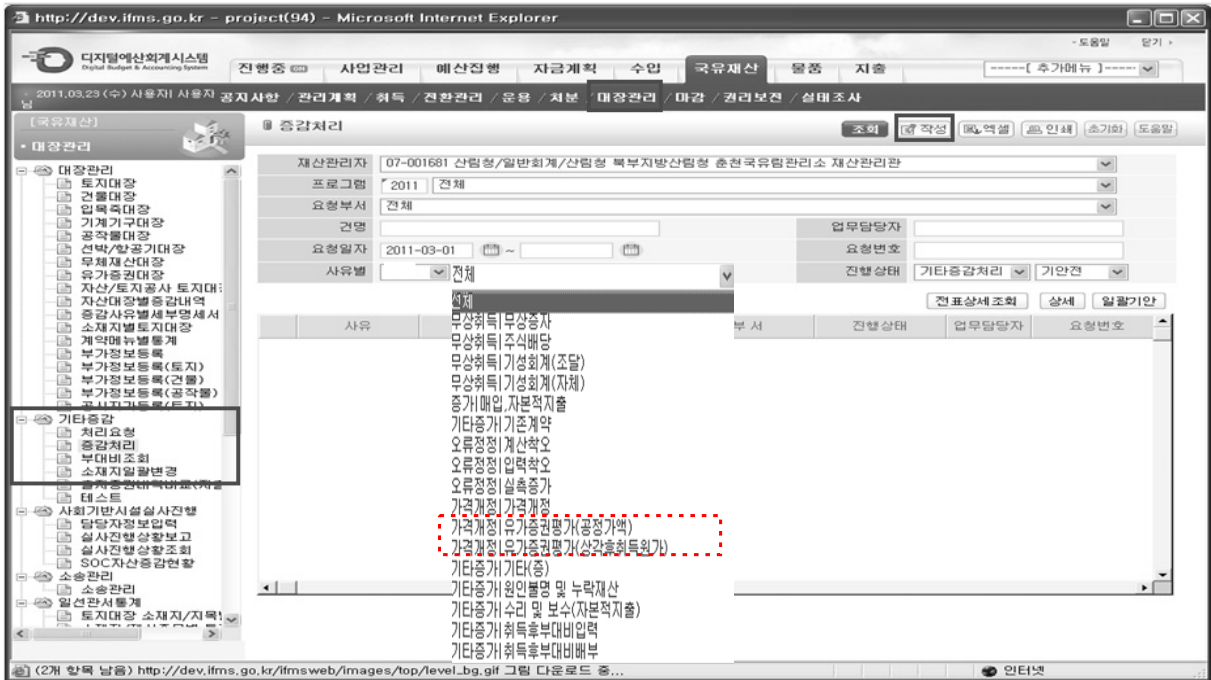 http://dev.ifms.go.kr - project(94) - Microsoft Internet Explorer
- 도움말 닫기
디지털예산회계시스템
Digital Budget & Accounting System
진행중 ON 사업관리 예산집행 자금계획 수입 국유재산 물품 지출 -----[ 추가메뉴 ]-----
2011,03,23 (수) 사용자 사용자님 공지사항 / 관리계획 / 취득 / 전환관리 / 운용 / 처분 / 대장관리 / 마감 / 권리보전 / 실태조사
[국유재산]
• 대장관리
증감처리
조회 작성 엑셀 인쇄 초기화 도움말
대장관리
토지대장
건물대장
입목죽대장
기계기구대장
공작물대장
선박/항공기대장
무체재산대장
유가증권대장
자산/토지공사 토지대
자산대장별증감내역
증감사유별세부명세서
소재지별토지대장
계약메뉴별통계
부가정보등록
부가정보등록(토지)
부가정보등록(건물)
부가정보등록(공작물)
공시지가등록(토지)
기타증감
처리요청
증감처리
부대비조회
소재지일괄변경
테스트
사회기반시설실사진행
담당자정보입력
실사진행상황보고
실사진행상황조회
SOC자산증감현황
소송관리
소송관리
일선관서통계
토지대장 소재지/지목
재산관리자 07-001681 산림청/일반회계/산림청 북부지방산림청 춘천국유림관리소 재산관리관
프로그램 2011 전체
요청부서 전체
건명 업무담당자
요청일자 2011-03-01 ~ 요청번호
사유별 전체 진행상태 기타증감처리 기안전
전표상세조회 상세 일괄기안
사유 부서 진행상태 업무담당자 요청번호
전체
무상취득|무상증자
무상취득|주식배당
무상취득|기성회계(조달)
무상취득|기성회계(자체)
증가|매입,자본적지출
기타증가|기존계약
오류정정|계산착오
오류정정|입력착오
오류정정|실측증가
가격개정|가격개정
가격개정|유가증권평가(공정가액)
가격개정|유가증권평가(상각후취득원가)
기타증가|기타(증)
기타증가|원인불명 및 누락재산
기타증가|수리 및 보수(자본적지출)
기타증가|취득후부대비입력
기타증가|취득후부대비배부
(2개 항목 남음) http://dev,ifms,go,kr/ifmsweb/images/top/level_bg,gif 그림 다운로드 중... 인터넷